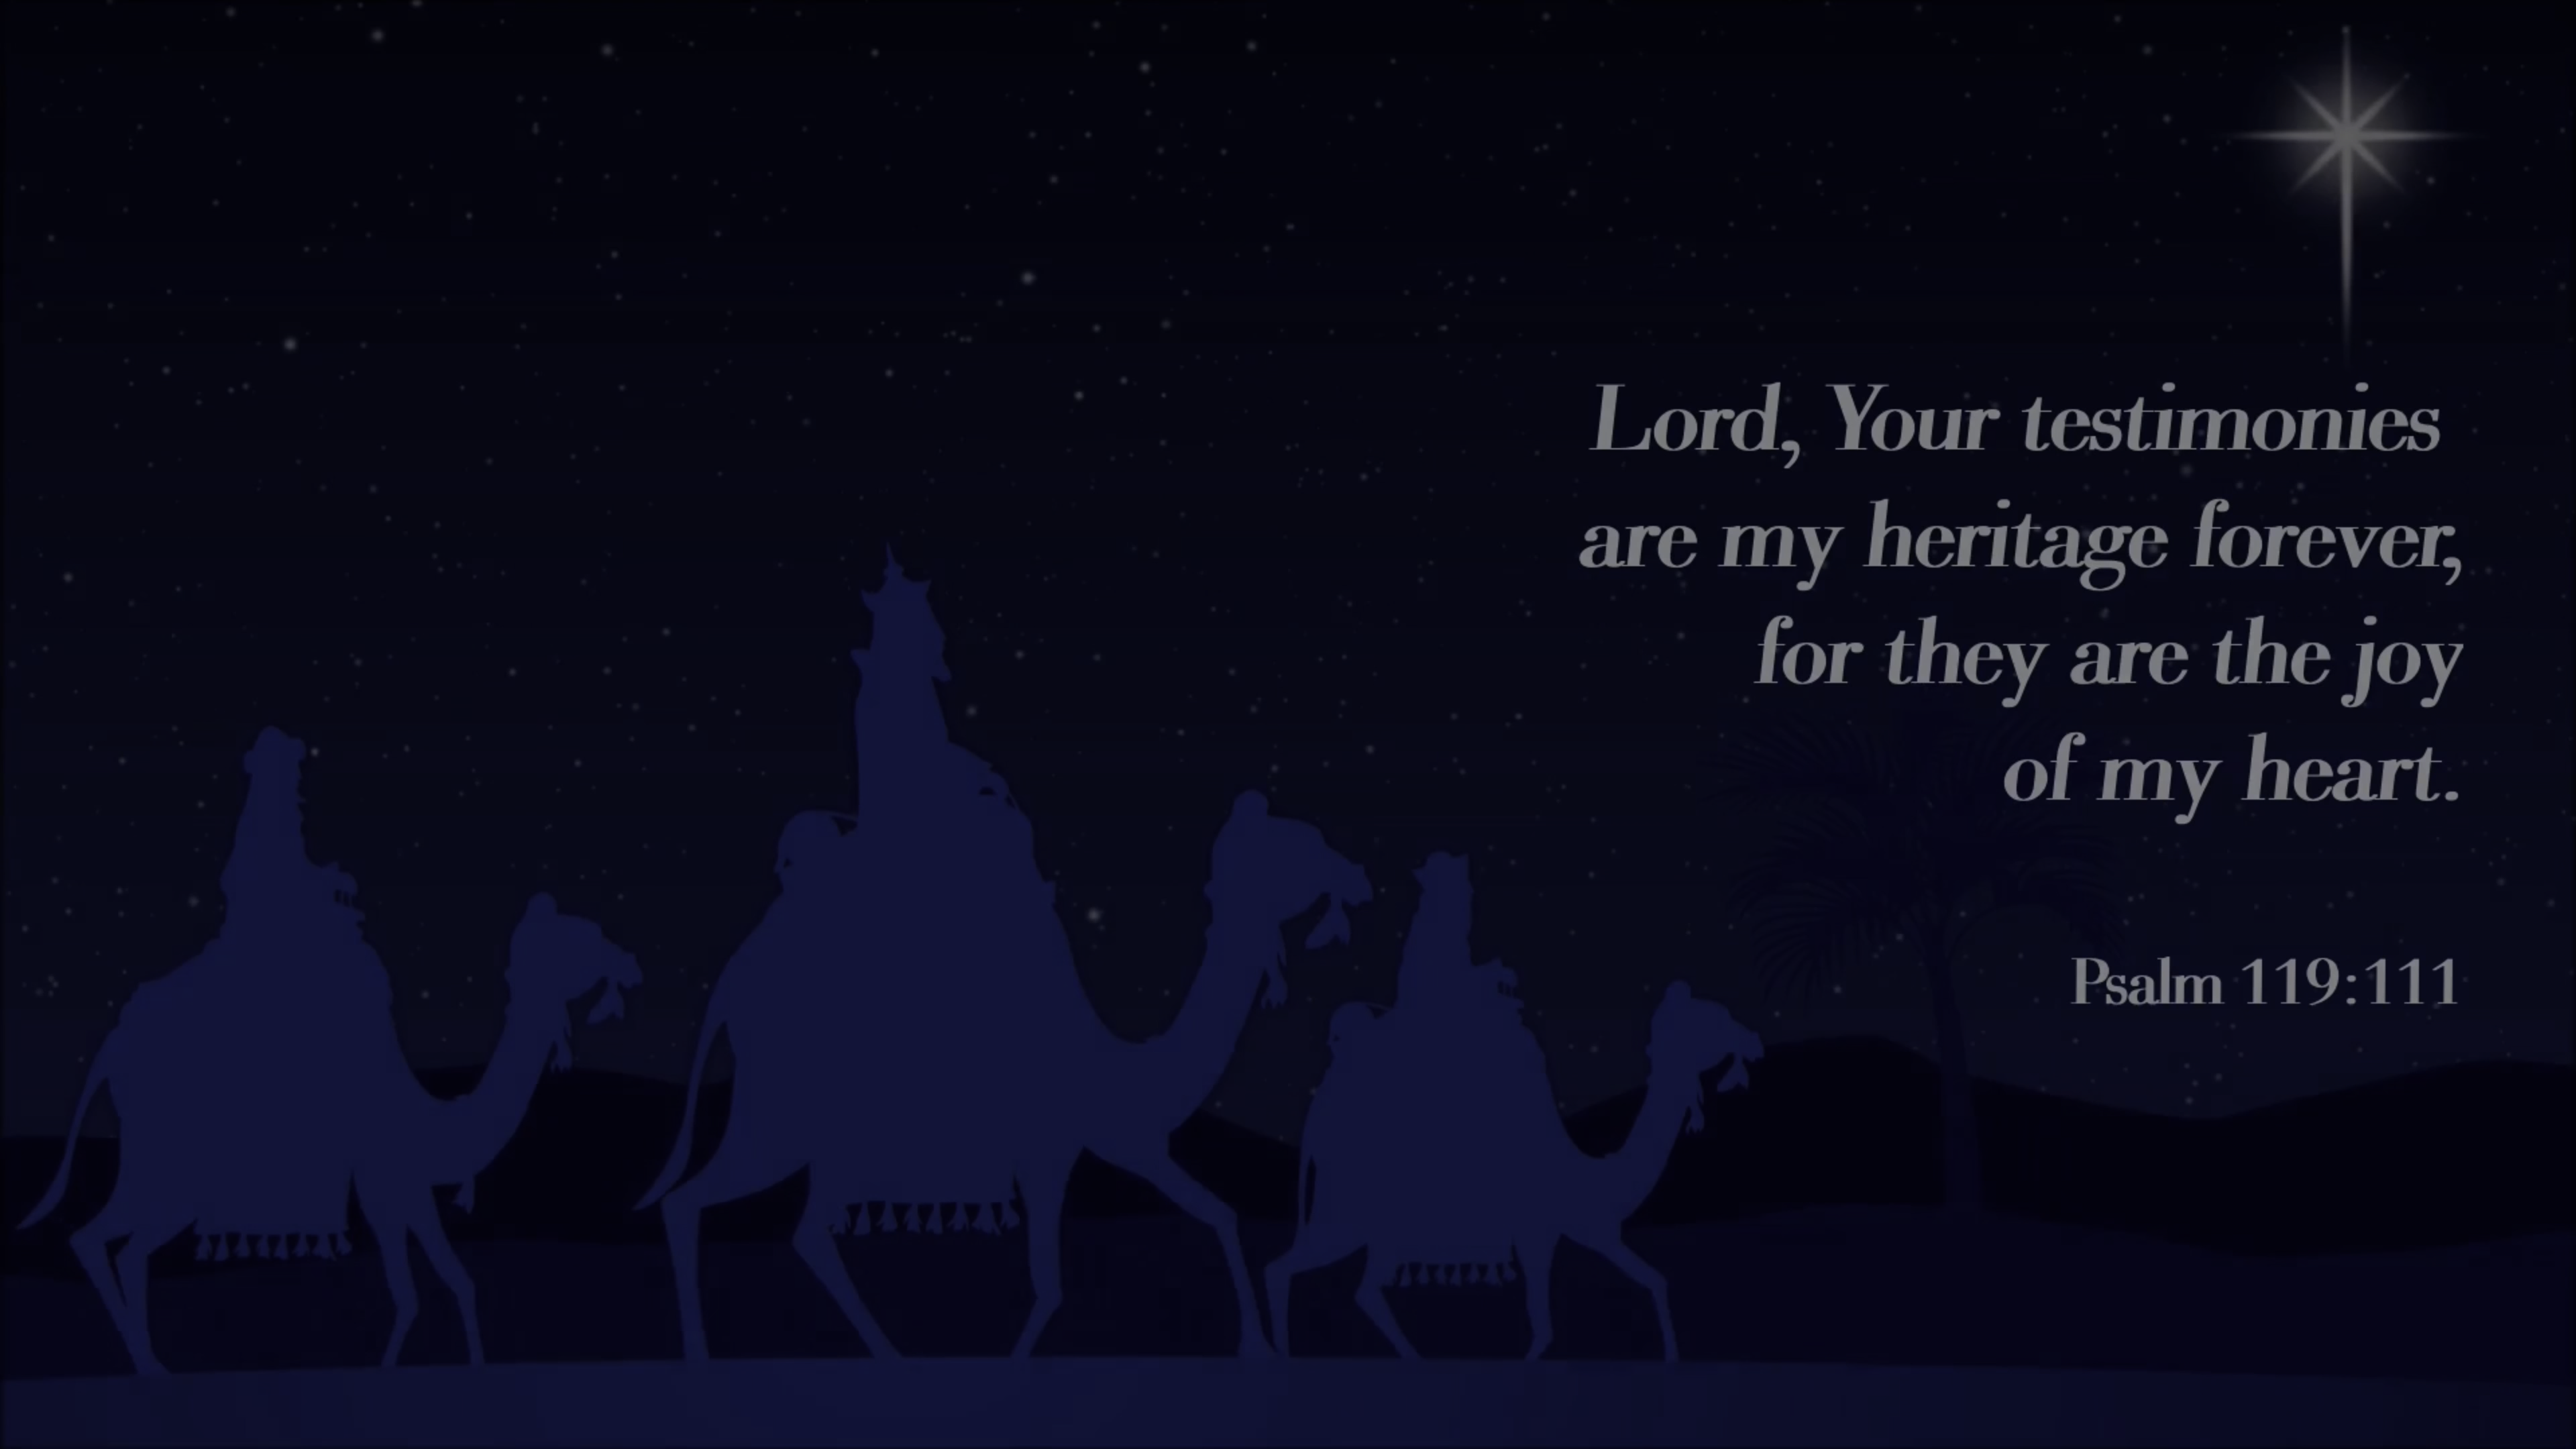 Lord, Your testimonies
are my heritage forever,
for they are the joy
of my heart.
Psalm 119:111